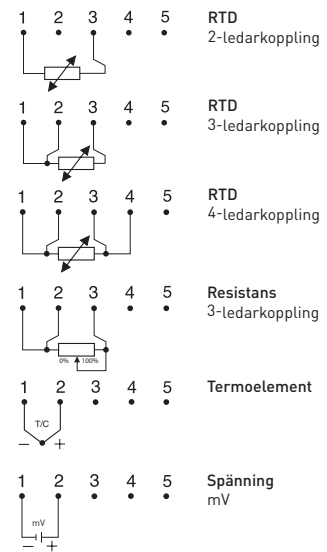 1 2 3 4 5 RTD
2-ledarkoppling
1 2 3 4 5 RTD
3-ledarkoppling
1 2 3 4 5 RTD
4-ledarkoppling
1 2 3 4 5 Resistans
3-ledarkoppling
0% 100%
1 2 3 4 5 Termoelement
T/C
− +
1 2 3 4 5 Spänning
mV
mV
− +